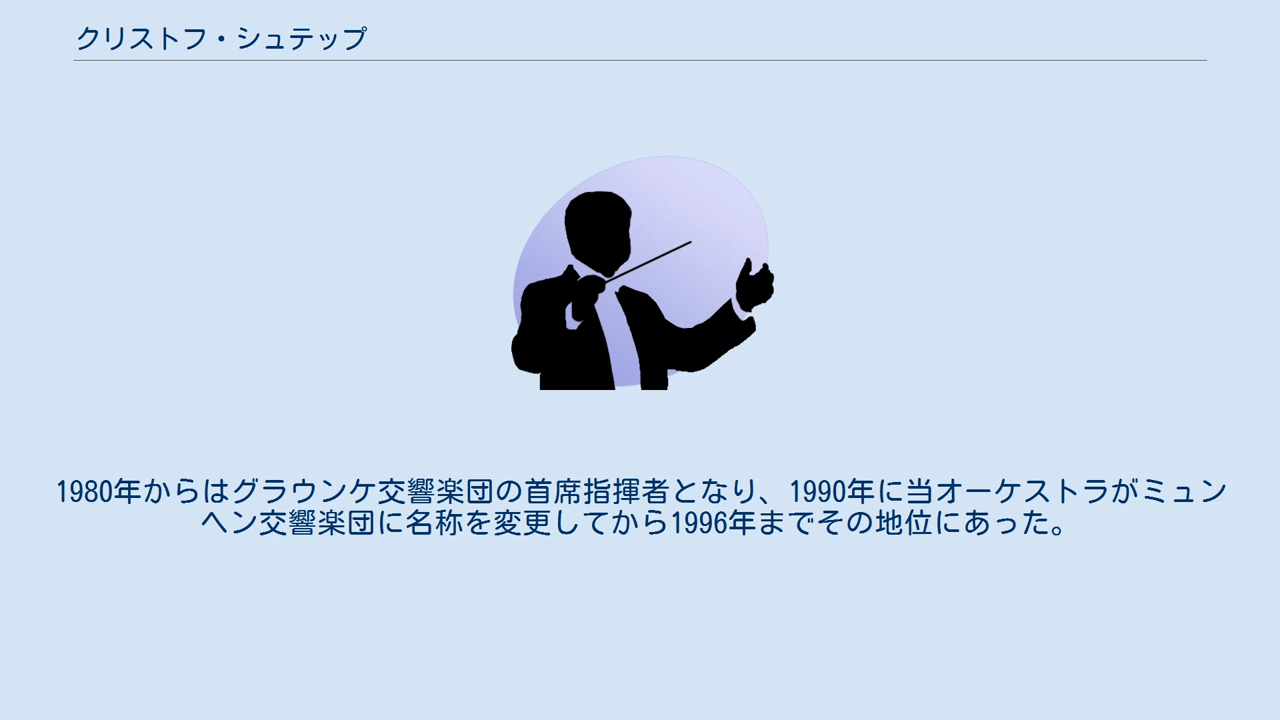 クリストフ・シュテップ
1980年からはグラウンケ交響楽団の首席指揮者となり、1990年に当オーケストラがミュン
ヘン交響楽団に名称を変更してから1996年までその地位にあった。